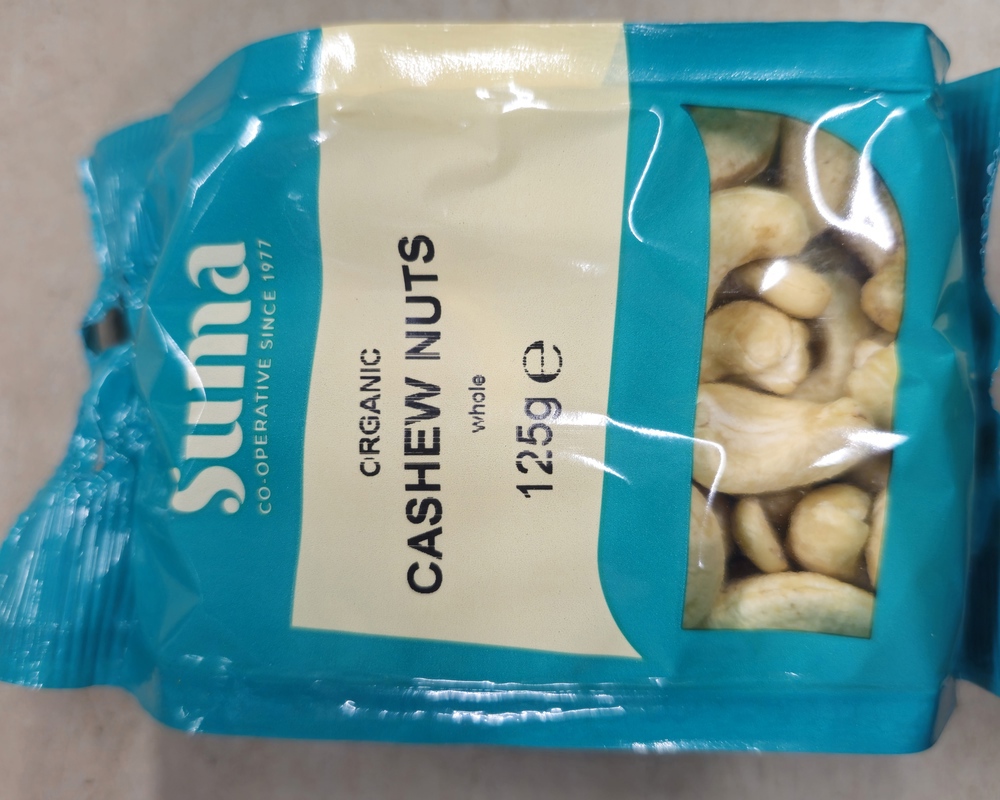 suma
CO-OPERATIVE SINCE 1977
ORGANIC
CASHEW NUTS
whole
125g ℮